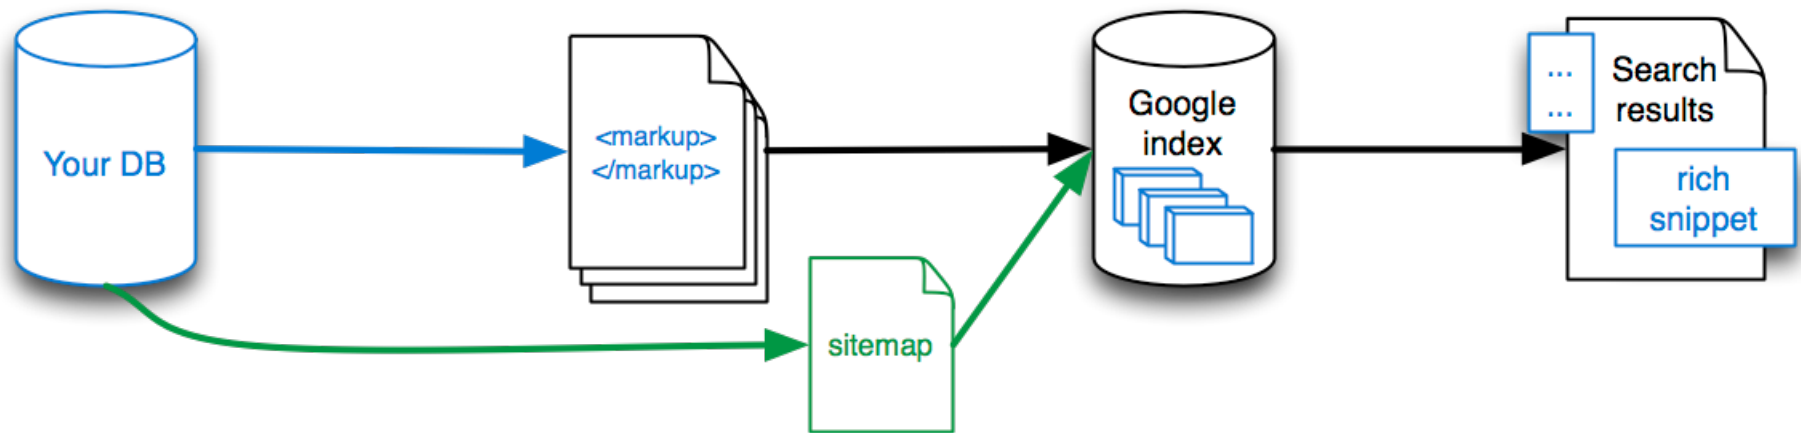 Your DB
<markup>
</markup>
sitemap
Google
index
...
...
Search
results
rich
snippet